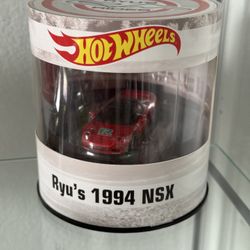 HOT WHEELS
Ryu's 1994 NSX